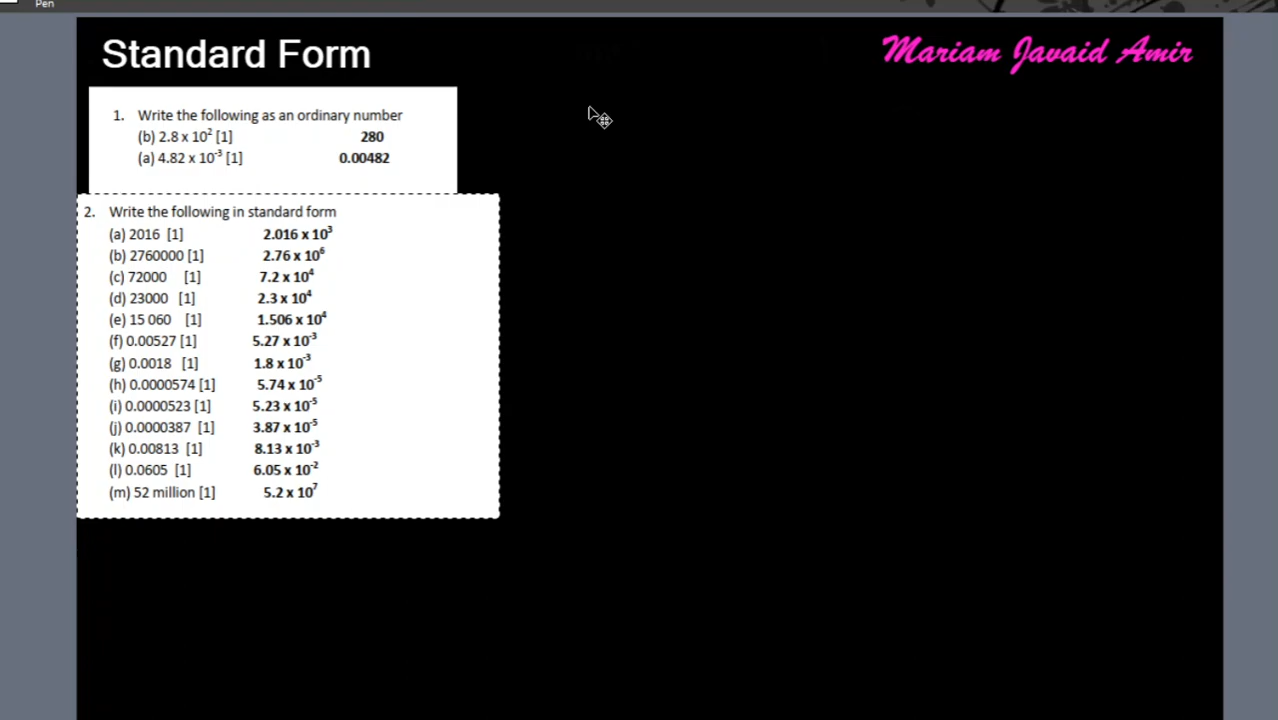 Pen
Standard Form
Mariam Javaid Amir
1. Write the following as an ordinary number
(b) 2.8 x 10² [1] 280
(a) 4.82 x 10⁻³ [1] 0.00482
2. Write the following in standard form
(a) 2016 [1] 2.016 x 10³
(b) 2760000 [1] 2.76 x 10⁶
(c) 72000 [1] 7.2 x 10⁴
(d) 23000 [1] 2.3 x 10⁴
(e) 15 060 [1] 1.506 x 10⁴
(f) 0.00527 [1] 5.27 x 10⁻³
(g) 0.0018 [1] 1.8 x 10⁻³
(h) 0.0000574 [1] 5.74 x 10⁻⁵
(i) 0.0000523 [1] 5.23 x 10⁻⁵
(j) 0.0000387 [1] 3.87 x 10⁻⁵
(k) 0.00813 [1] 8.13 x 10⁻³
(l) 0.0605 [1] 6.05 x 10⁻²
(m) 52 million [1] 5.2 x 10⁷